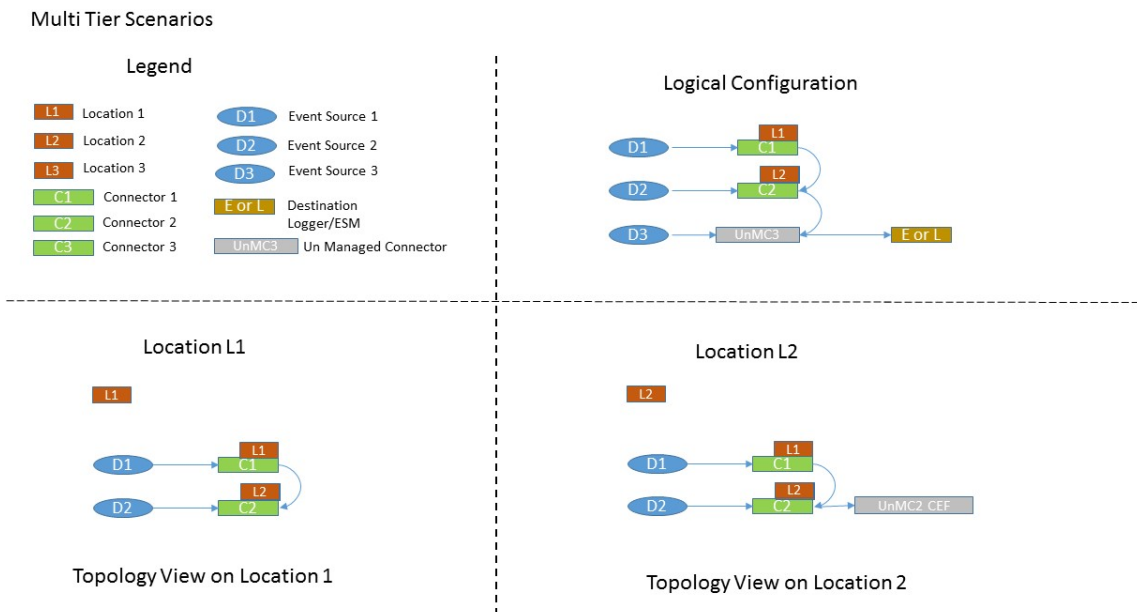 Multi Tier Scenarios
Legend
L1 Location 1
L2 Location 2
L3 Location 3
C1 Connector 1
C2 Connector 2
C3 Connector 3
D1 Event Source 1
D2 Event Source 2
D3 Event Source 3
E or L Destination
Logger/ESM
UnMC3 Un Managed Connector
Logical Configuration
L1
D1 C1
L2
D2 C2
D3 UnMC3 E or L
Location L1
L1
L1
D1 C1
L2
D2 C2
Topology View on Location 1
Location L2
L2
L1
D1 C1
L2
D2 C2 UnMC2 CEF
Topology View on Location 2